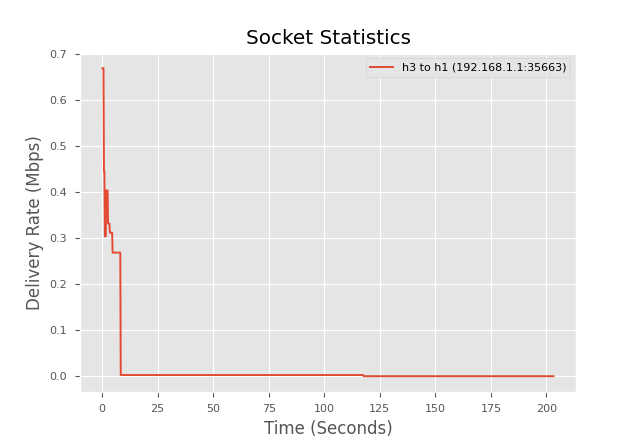 Socket Statistics
h3 to h1 (192.168.1.1:35663)
Delivery Rate (Mbps)
0.7
0.6
0.5
0.4
0.3
0.2
0.1
0.0
0 25 50 75 100 125 150 175 200
Time (Seconds)